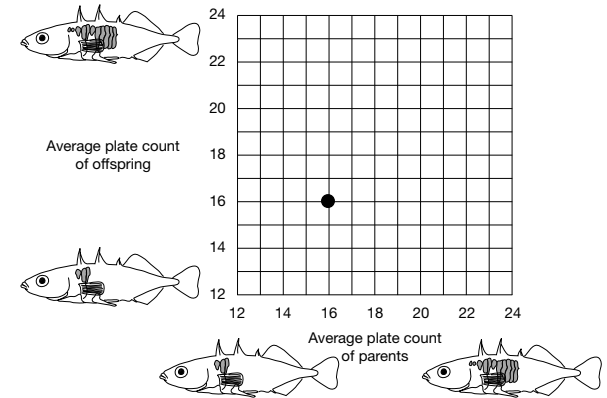 24
22
20
18
16
14
12
Average plate count
of offspring
12 14 16 18 20 22 24
Average plate count
of parents